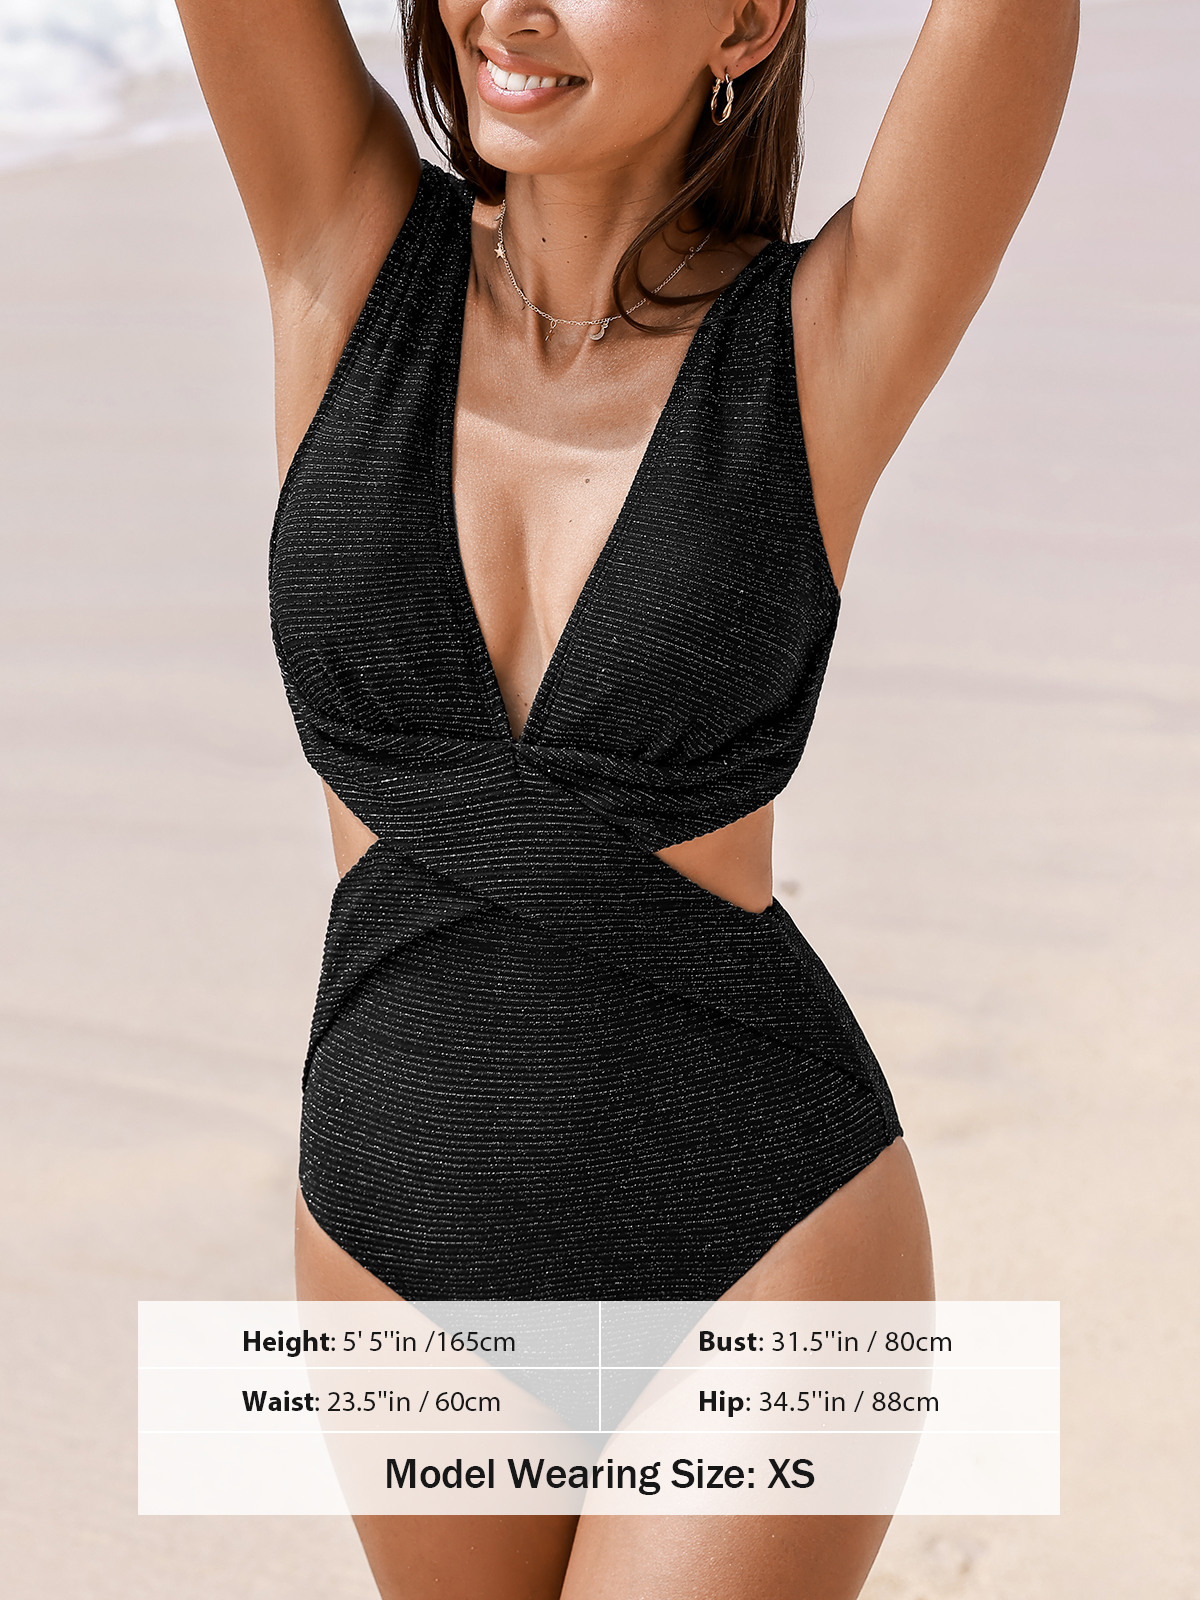 Height: 5' 5''in /165cm
Bust: 31.5''in / 80cm
Waist: 23.5"in / 60cm
Hip: 34.5''in / 88cm
Model Wearing Size: XS